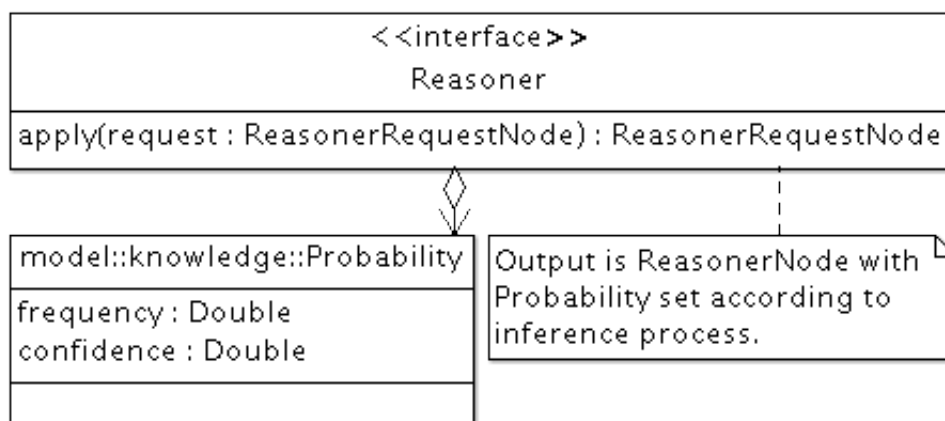 <<interface>>
Reasoner
apply(request : ReasonerRequestNode) : ReasonerRequestNode
model::knowledge::Probability
frequency : Double
confidence : Double
Output is ReasonerNode with
Probability set according to
inference process.